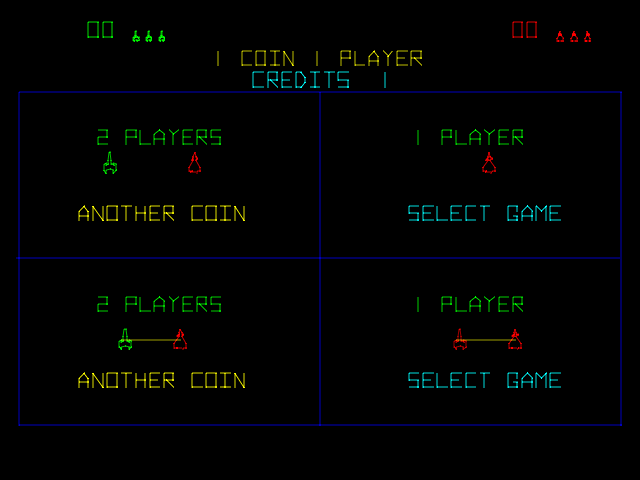 00 00
1 COIN 1 PLAYER
CREDITS 1
2 PLAYERS 1 PLAYER
ANOTHER COIN SELECT GAME
2 PLAYERS 1 PLAYER
ANOTHER COIN SELECT GAME